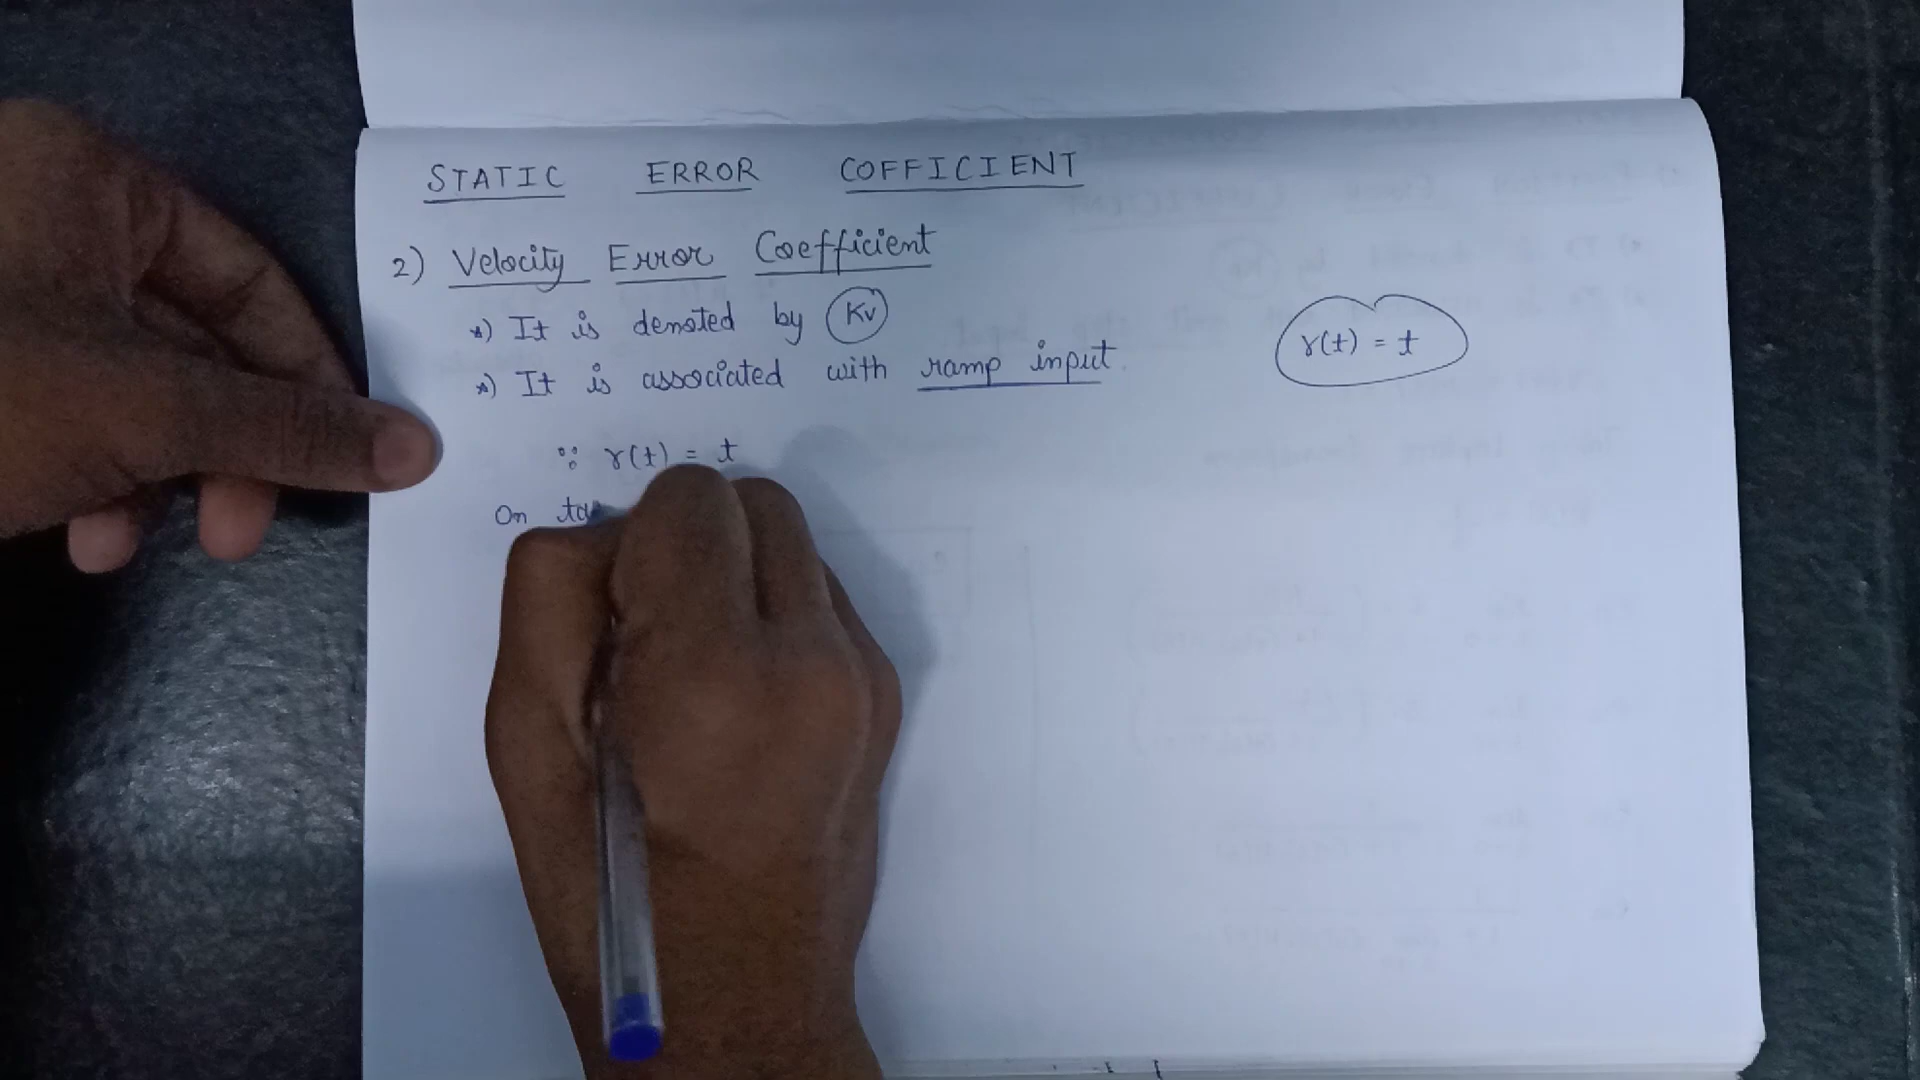 STATIC ERROR COFFICIENT
2) Velocity Error Coefficient
*) It is denoted by Kv
*) It is associated with ramp input.
r(t) = t
∵ r(t) = t
On